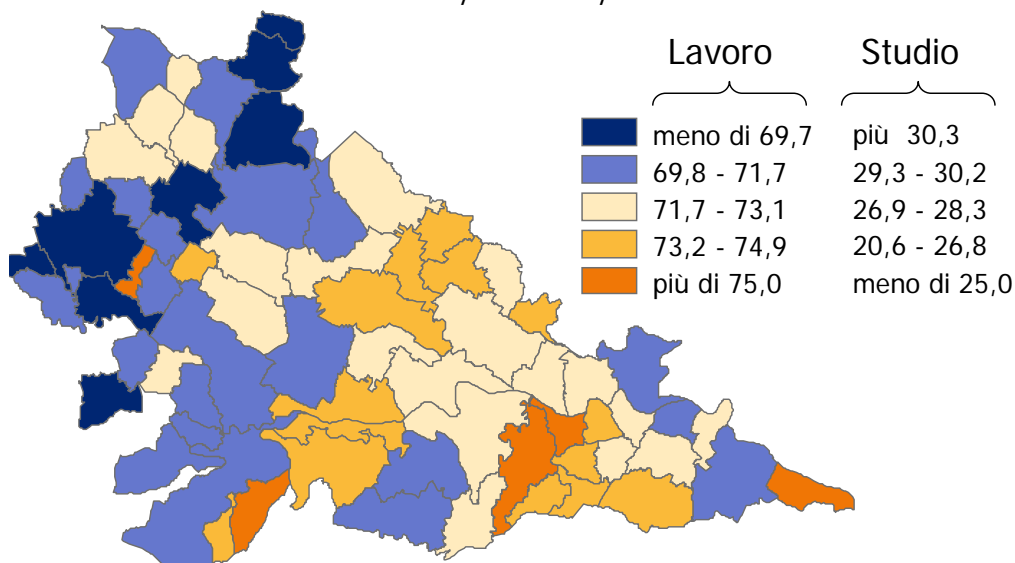 Lavoro Studio
meno di 69,7 più 30,3
69,8 - 71,7 29,3 - 30,2
71,7 - 73,1 26,9 - 28,3
73,2 - 74,9 20,6 - 26,8
più di 75,0 meno di 25,0